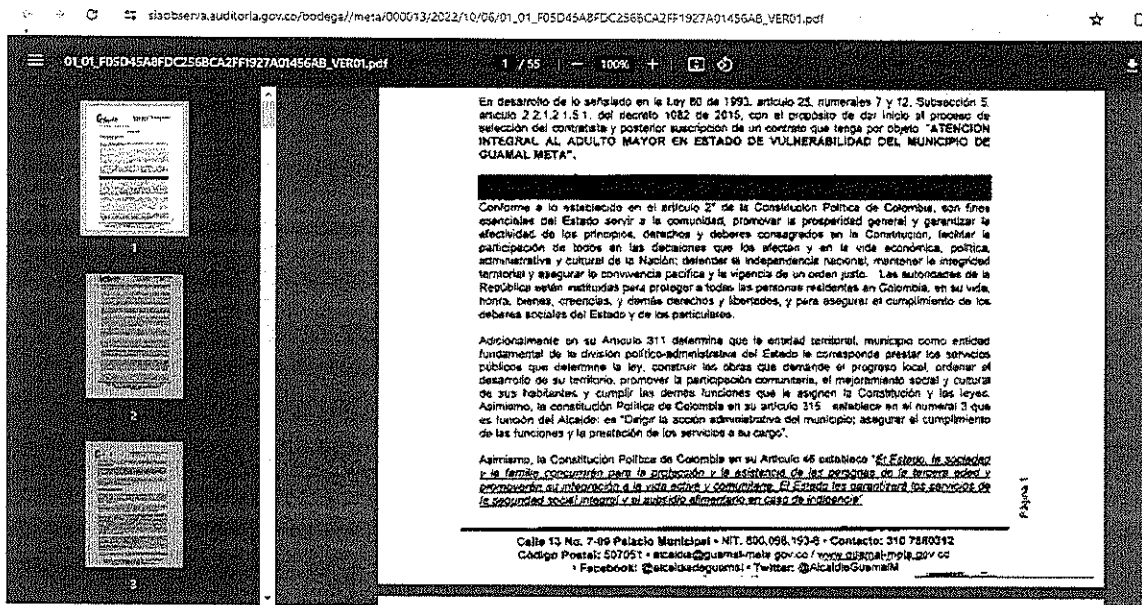 siaobserva.auditoria.gov.co/bodega//meta/000013/2022/10/06/01_01_F05D45A8FDC256BCA2FF1927A01456AB_VER01.pdf
01_01_F05D45A8FDC256BCA2FF1927A01456AB_VER01.pdf
1 / 55 — 100% +
En desarrollo de lo señalado en la Ley 80 de 1993, artículo 25, numerales 7 y 12, Subsección 5,
artículo 2.2.1.2.1.5.1. del decreto 1082 de 2015, con el propósito de dar inicio al proceso de
selección del contratista y posterior suscripción de un contrato que tenga por objeto "ATENCION
INTEGRAL AL ADULTO MAYOR EN ESTADO DE VULNERABILIDAD DEL MUNICIPIO DE
GUAMAL META".
Conforme a lo establecido en el artículo 2° de la Constitución Política de Colombia, son fines
esenciales del Estado servir a la comunidad, promover la prosperidad general y garantizar la
efectividad de los principios, derechos y deberes consagrados en la Constitución, facilitar la
participación de todos en las decisiones que los afectan y en la vida económica, política,
administrativa y cultural de la Nación; defender la independencia nacional, mantener la integridad
territorial y asegurar la convivencia pacífica y la vigencia de un orden justo. Las autoridades de la
República están instituidas para proteger a todas las personas residentes en Colombia, en su vida,
honra, bienes, creencias, y demás derechos y libertades, y para asegurar el cumplimiento de los
deberes sociales del Estado y de los particulares.
Adicionalmente en su Artículo 311 determina que la entidad territorial, municipio como entidad
fundamental de la división político-administrativa del Estado le corresponde prestar los servicios
públicos que determine la ley, construir las obras que demande el progreso local, ordenar el
desarrollo de su territorio, promover la participación comunitaria, el mejoramiento social y cultural
de sus habitantes y cumplir las demás funciones que le asignen la Constitución y las leyes.
Asimismo, la constitución Política de Colombia en su artículo 315 establece en el numeral 3 que
es función del Alcalde: es "Dirigir la acción administrativa del municipio; asegurar el cumplimiento
de las funciones y la prestación de los servicios a su cargo".
Asimismo, la Constitución Política de Colombia en su Artículo 46 establece "El Estado, la sociedad
y la familia concurrirán para la protección y la asistencia de las personas de la tercera edad y
promoverán su integración a la vida activa y comunitaria. El Estado les garantizará los servicios de
la seguridad social integral y el subsidio alimentario en caso de indigencia".
Página 1
Calle 13 No. 7-09 Palacio Municipal • NIT. 800.098.193-6 • Contacto: 310 7880312
Código Postal: 507051 • alcaldia@guamal-meta.gov.co / www.guamal-meta.gov.co
• Facebook: @alcaldiadeguamal • Twitter: @AlcaldiaGuamalM
1
2
3